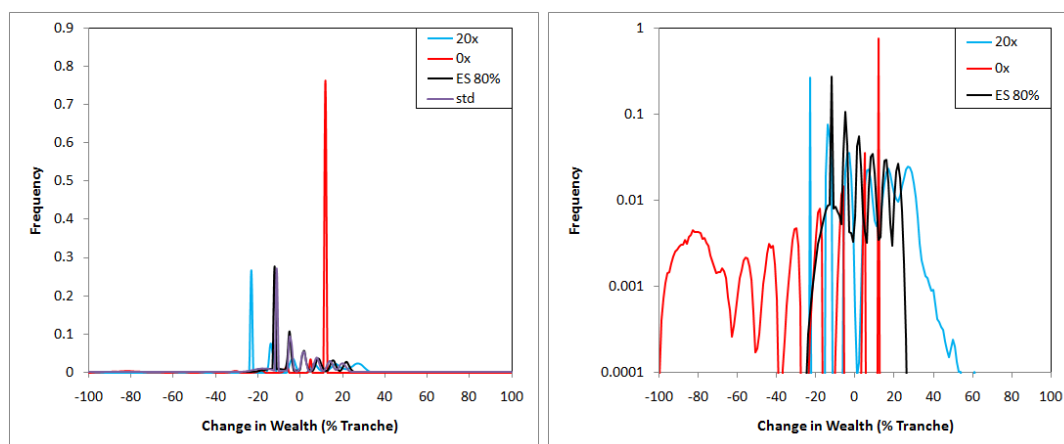 0.9
0.8
0.7
0.6
0.5
0.4
0.3
0.2
0.1
0
Frequency
-100 -80 -60 -40 -20 0 20 40 60 80 100
Change in Wealth (% Tranche)
20x
0x
ES 80%
std
1
0.1
0.01
0.001
0.0001
Frequency
-100 -80 -60 -40 -20 0 20 40 60 80 100
Change in Wealth (% Tranche)
20x
0x
ES 80%